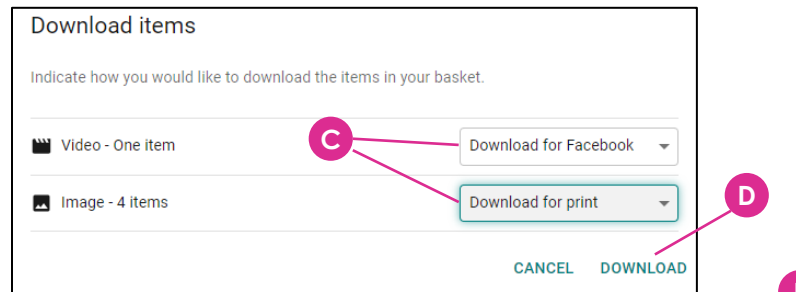 Download items
Indicate how you would like to download the items in your basket.
Video - One item
C
Download for Facebook
Image - 4 items
Download for print
D
CANCEL DOWNLOAD